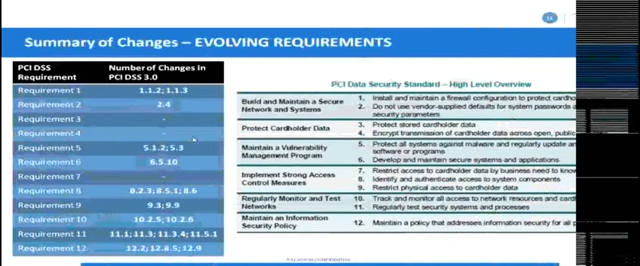 Summary of Changes – EVOLVING REQUIREMENTS
PCI DSS Requirement
Number of Changes in PCI DSS 3.0
Requirement 1 1.1.2; 1.1.3
Requirement 2 2.4
Requirement 3 -
Requirement 4 -
Requirement 5 5.1.2; 5.3
Requirement 6 6.5.10
Requirement 7 -
Requirement 8 8.2.3; 8.5.1; 8.6
Requirement 9 9.3; 9.9
Requirement 10 10.2.5; 10.2.6
Requirement 11 11.1; 11.3; 11.3.4; 11.5.1
Requirement 12 12.2; 12.8.5; 12.9
PCI Data Security Standard – High Level Overview
Build and Maintain a Secure Network and Systems
1. Install and maintain a firewall configuration to protect cardho
2. Do not use vendor-supplied defaults for system passwords a
security parameters
Protect Cardholder Data
3. Protect stored cardholder data
4. Encrypt transmission of cardholder data across open, public
Maintain a Vulnerability Management Program
5. Protect all systems against malware and regularly update an
software or programs
6. Develop and maintain secure systems and applications
Implement Strong Access Control Measures
7. Restrict access to cardholder data by business need to know
8. Identify and authenticate access to system components
9. Restrict physical access to cardholder data
Regularly Monitor and Test Networks
10. Track and monitor all access to network resources and card
11. Regularly test security systems and processes
Maintain an Information Security Policy
12. Maintain a policy that addresses information security for all p